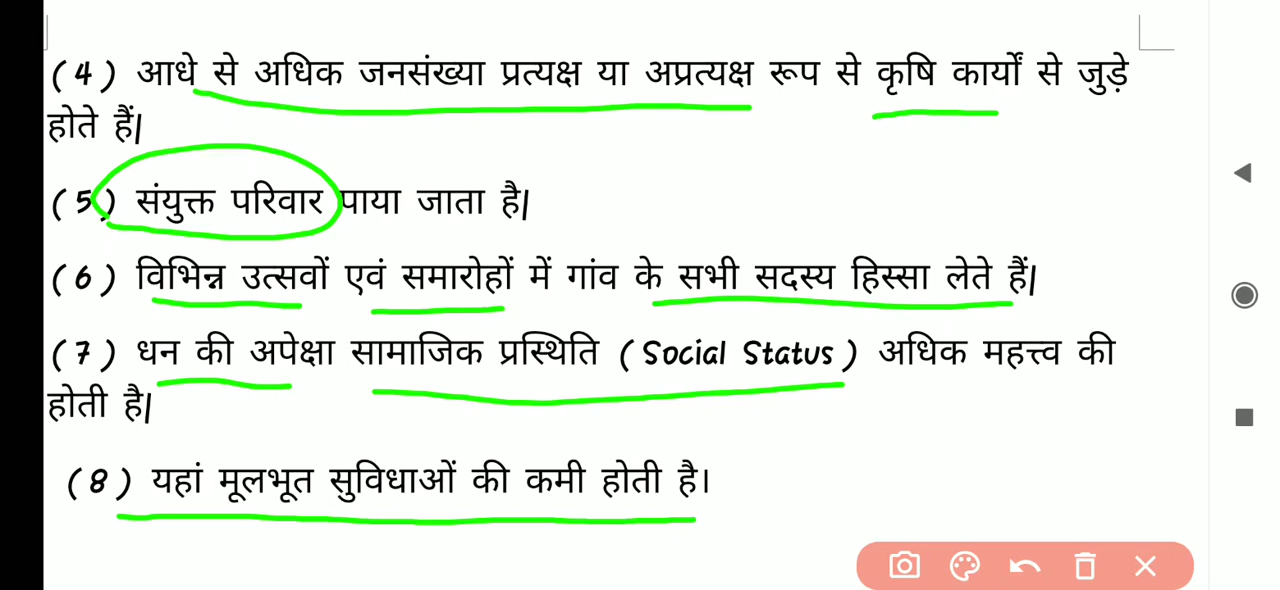 (4) आधे से अधिक जनसंख्या प्रत्यक्ष या अप्रत्यक्ष रूप से कृषि कार्यों से जुड़े
होते हैं|
(5) संयुक्त परिवार पाया जाता है|
(6) विभिन्न उत्सवों एवं समारोहों में गांव के सभी सदस्य हिस्सा लेते हैं|
(7) धन की अपेक्षा सामाजिक प्रस्थिति (Social Status) अधिक महत्त्व की
होती है|
(8) यहां मूलभूत सुविधाओं की कमी होती है।